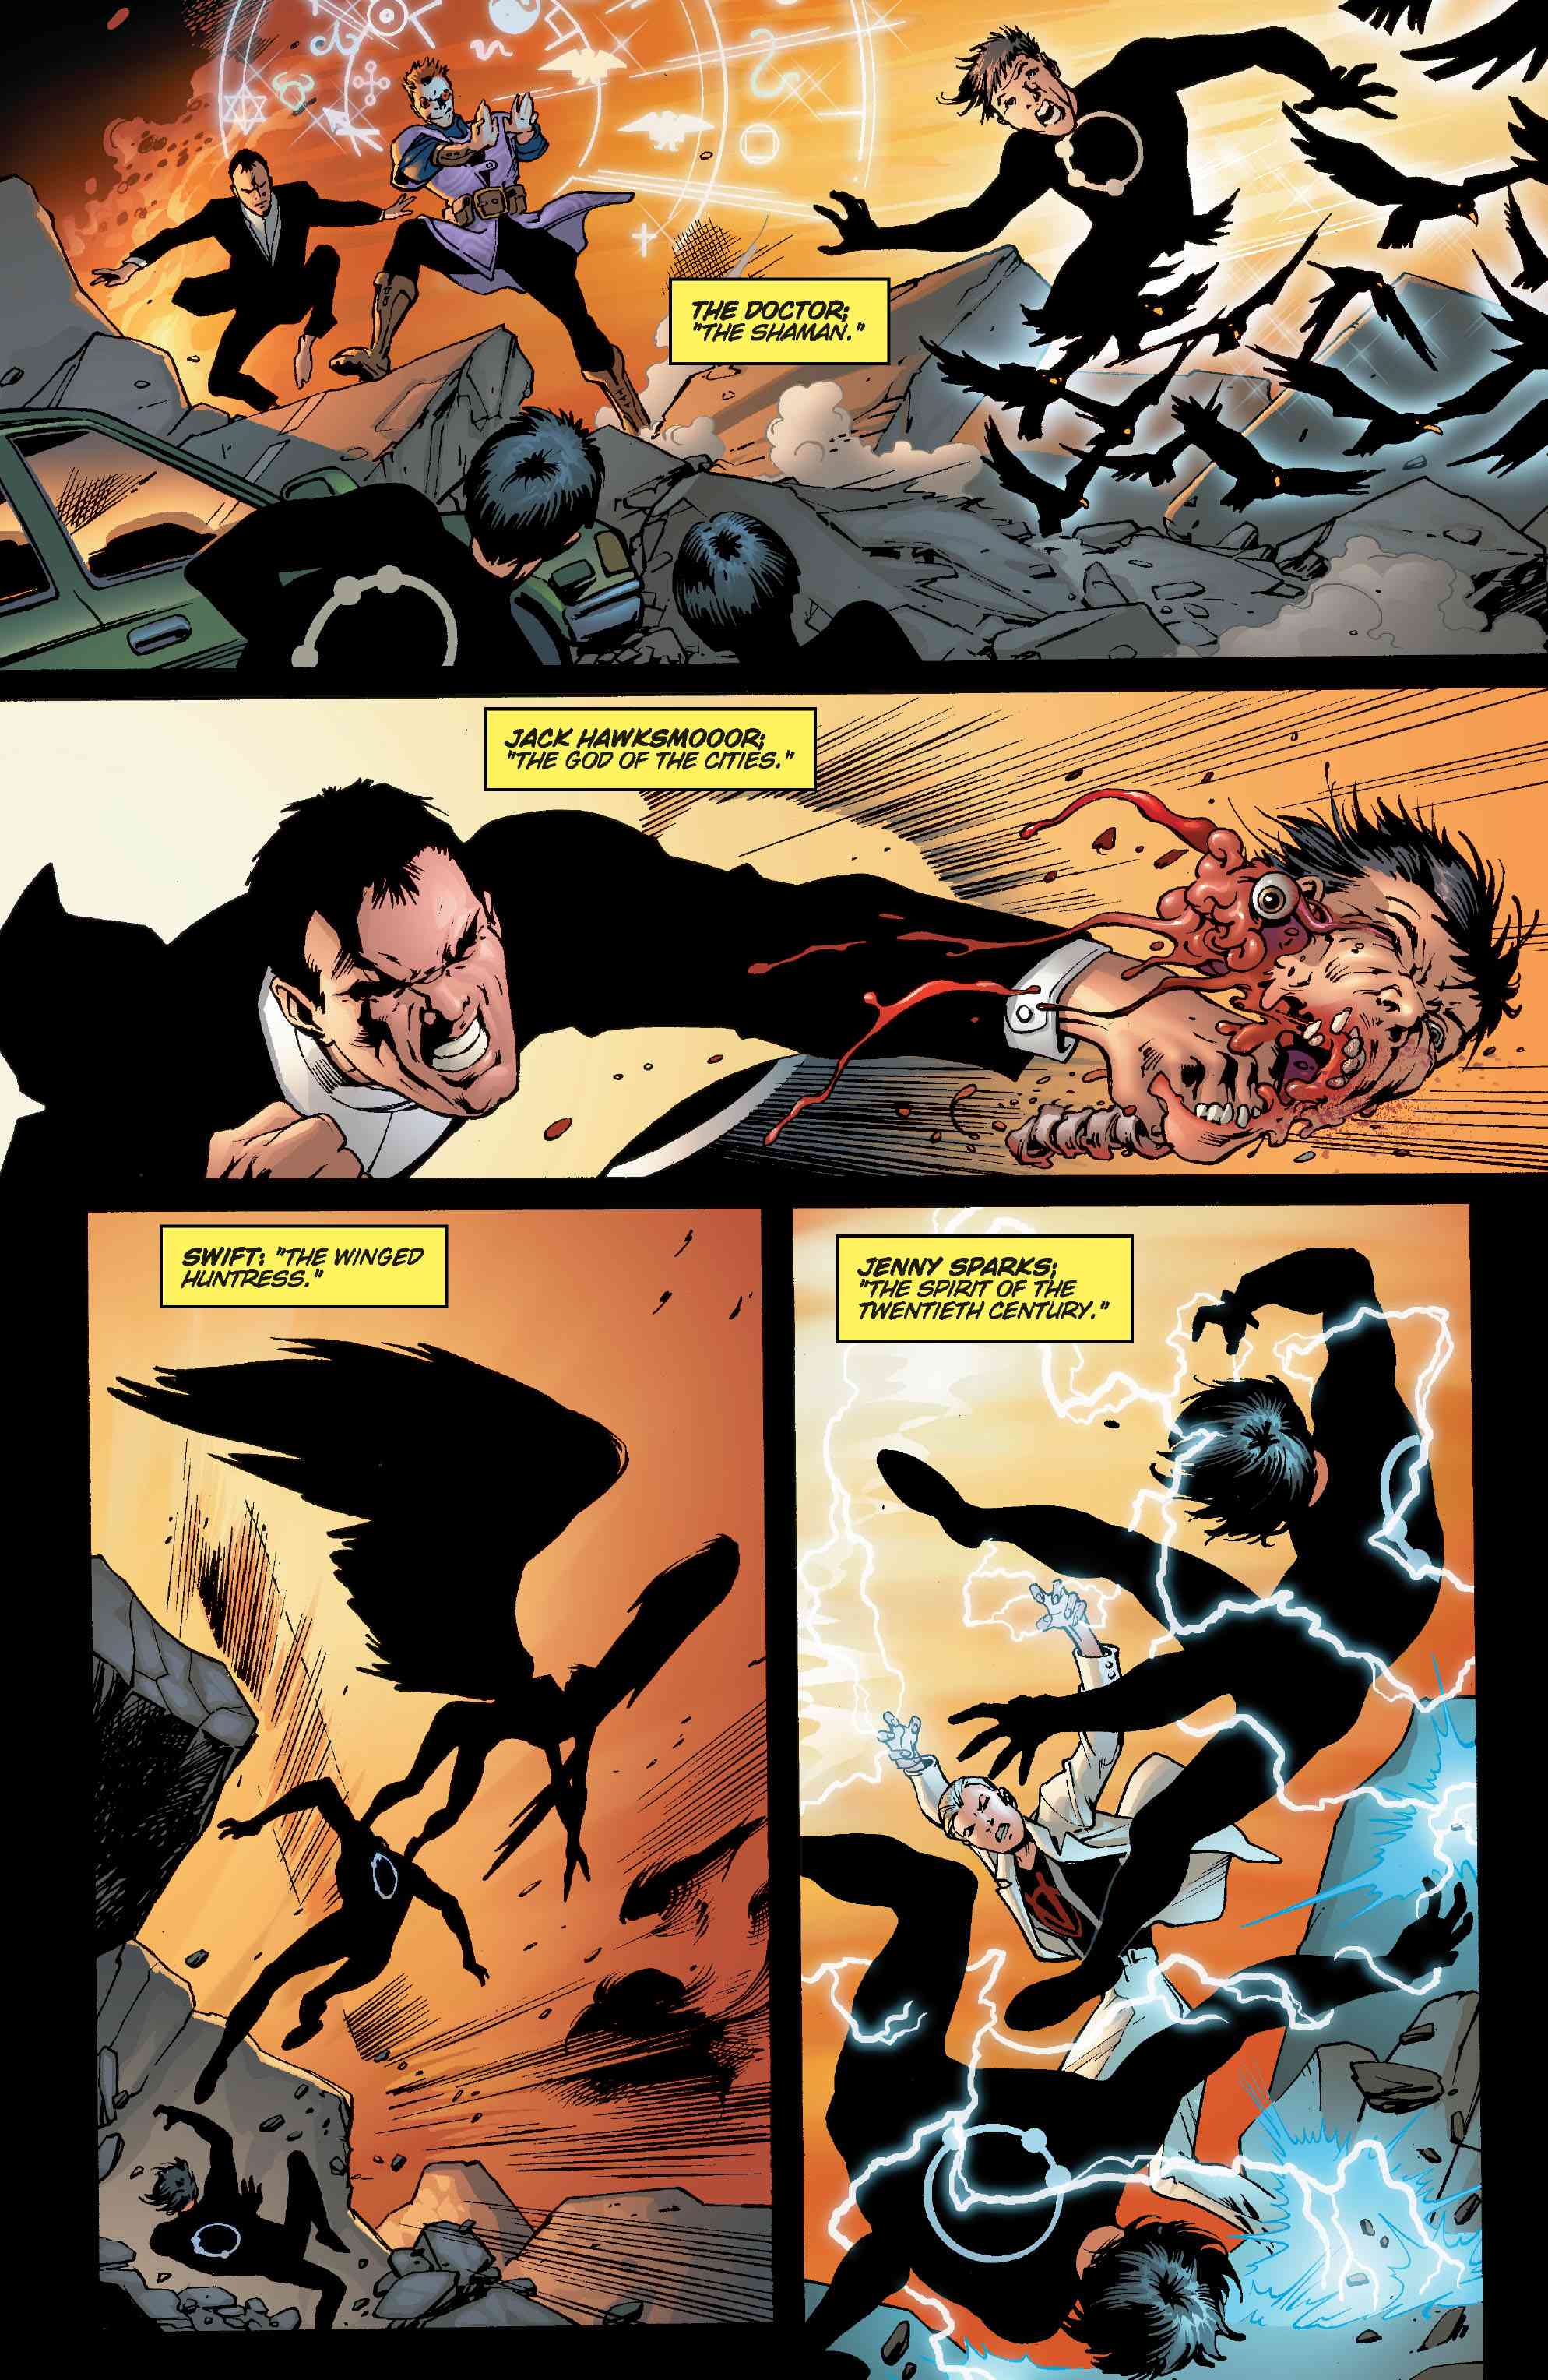 THE DOCTOR;
"THE SHAMAN."
JACK HAWKSMOOOR;
"THE GOD OF THE CITIES."
SWIFT: "THE WINGED
HUNTRESS."
JENNY SPARKS;
"THE SPIRIT OF THE
TWENTIETH CENTURY."